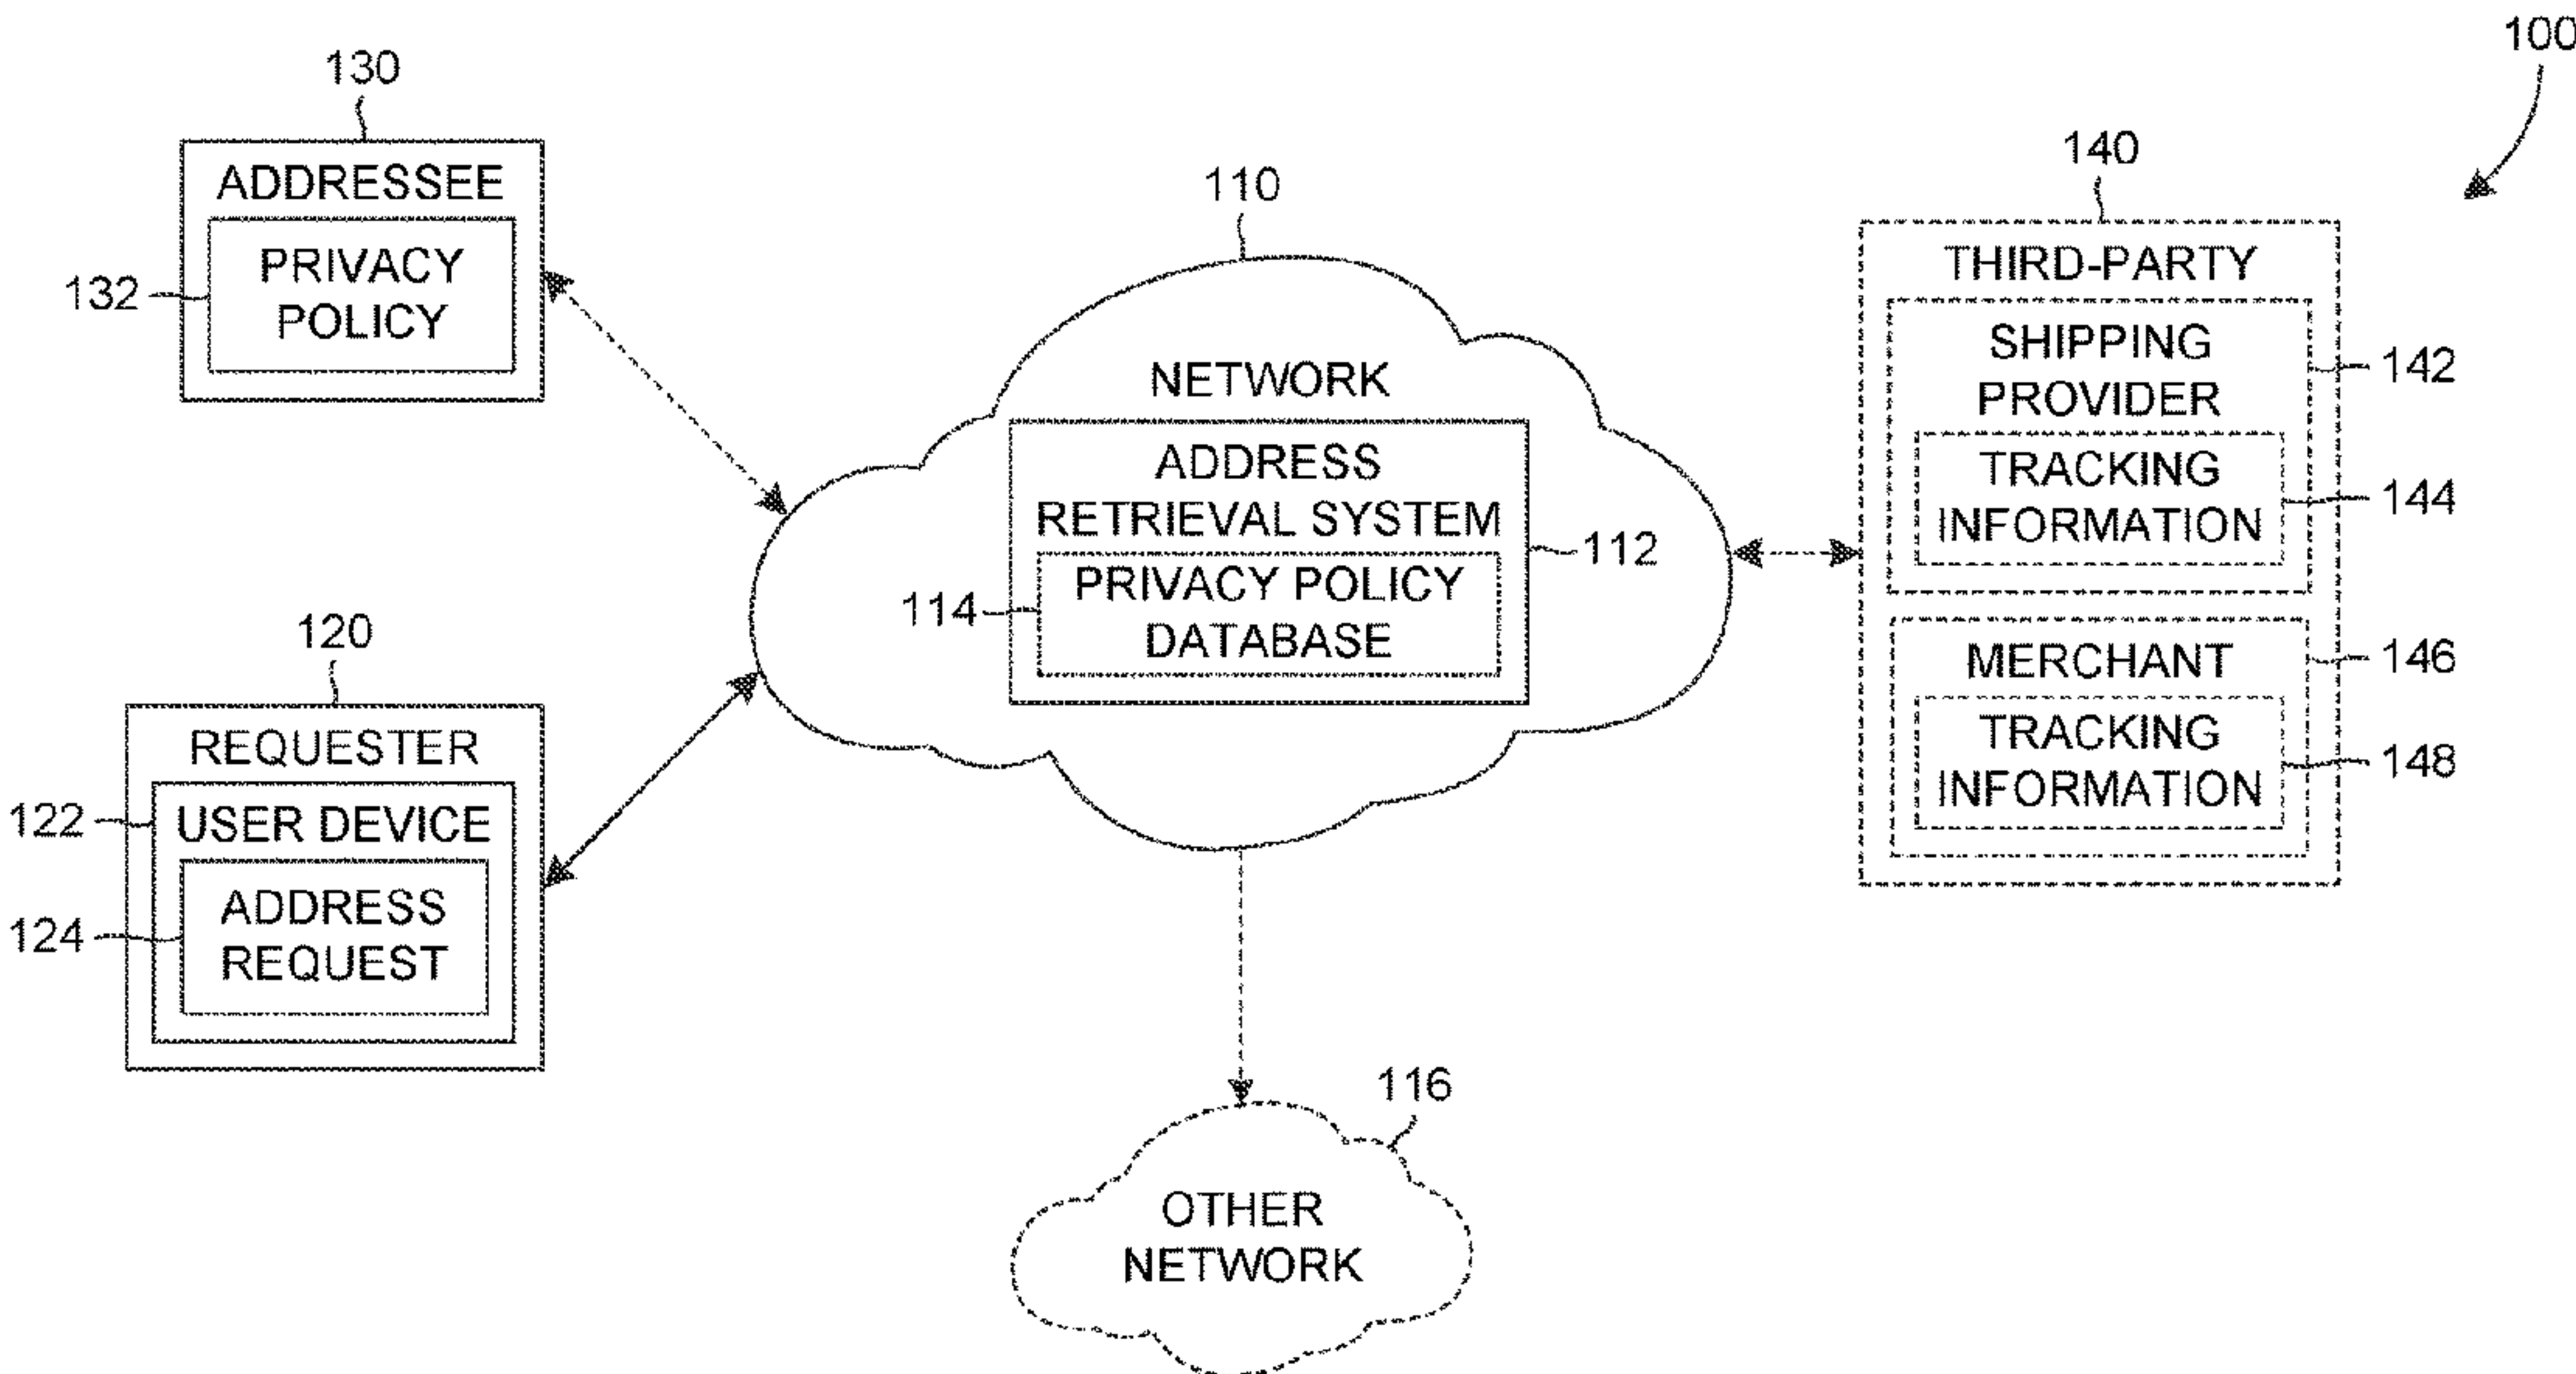 100
130
ADDRESSEE
132
PRIVACY
POLICY
110
NETWORK
ADDRESS
RETRIEVAL SYSTEM
112
114
PRIVACY POLICY
DATABASE
140
THIRD-PARTY
SHIPPING
PROVIDER
142
TRACKING
INFORMATION
144
MERCHANT
146
TRACKING
INFORMATION
148
120
REQUESTER
122
USER DEVICE
124
ADDRESS
REQUEST
116
OTHER
NETWORK